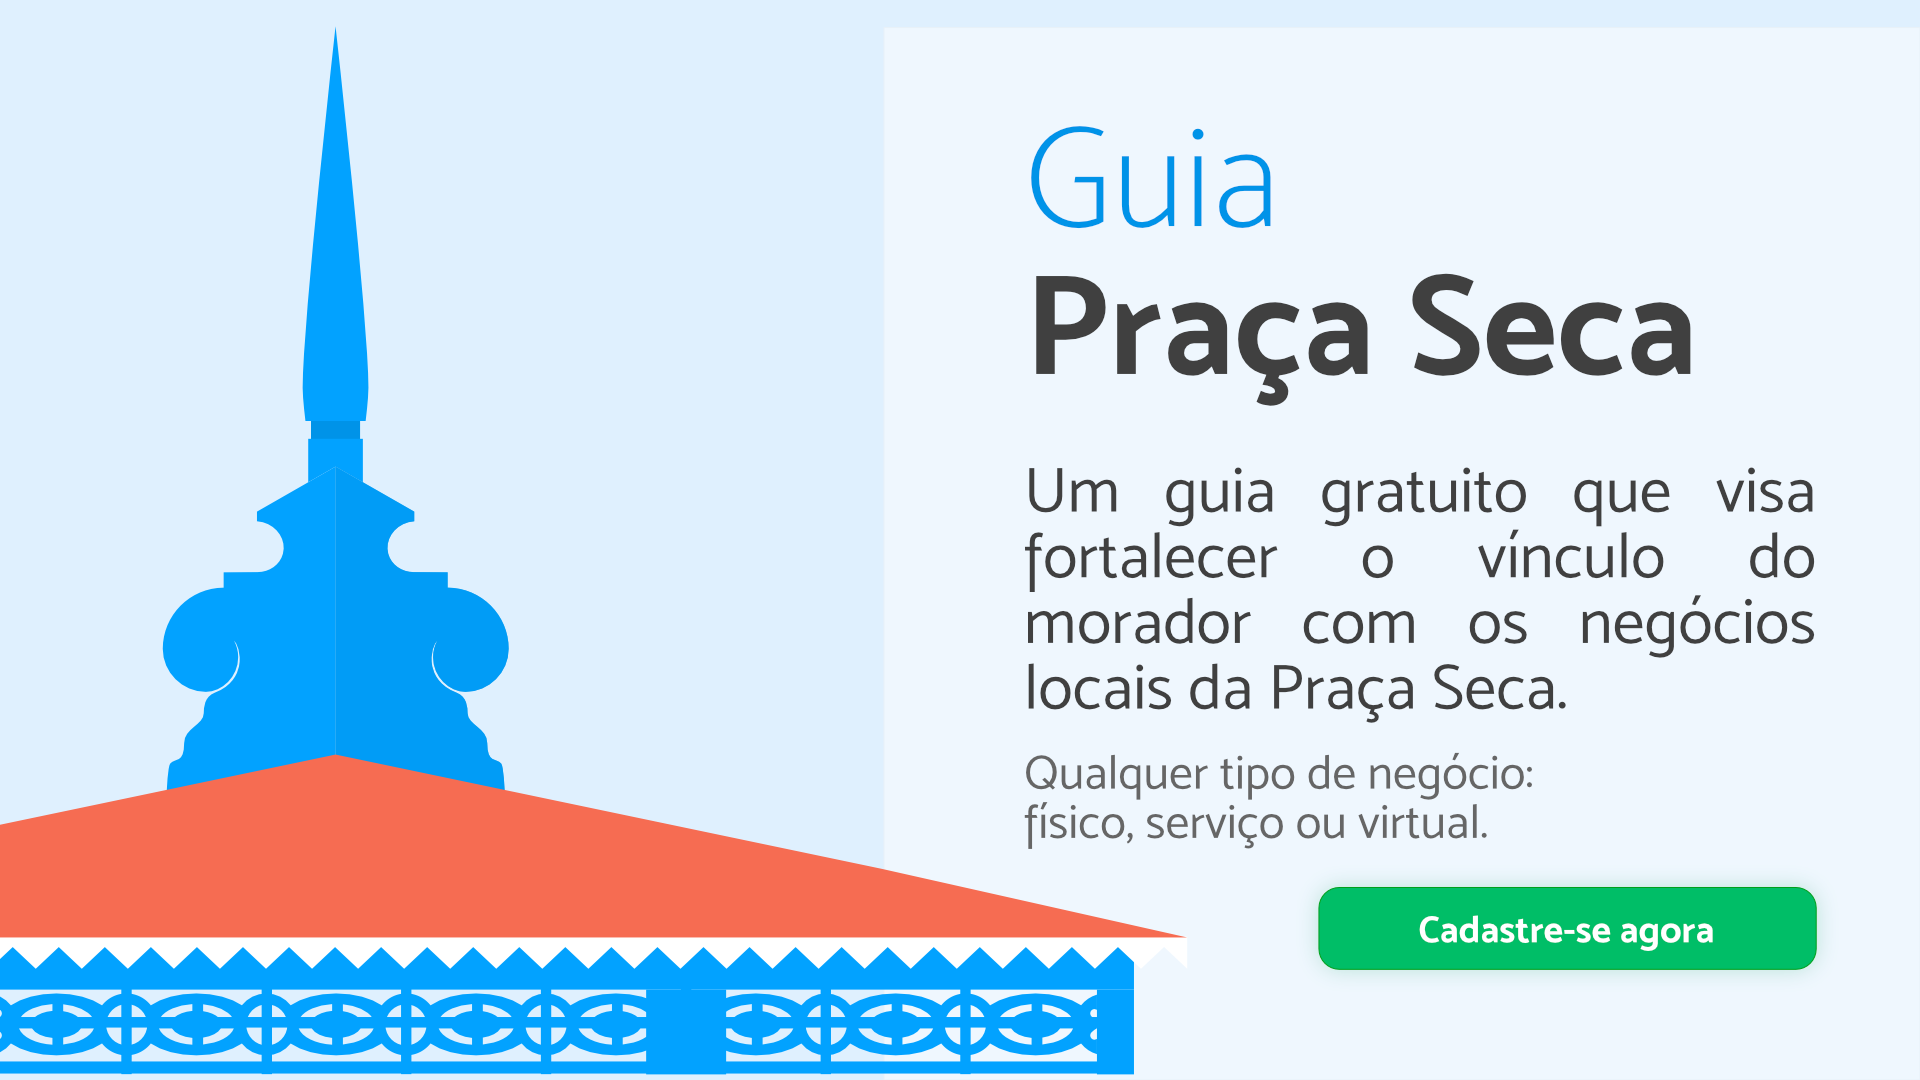 Guia
Praça Seca
Um guia gratuito que visa
fortalecer o vínculo do
morador com os negócios
locais da Praça Seca.
Qualquer tipo de negócio:
físico, serviço ou virtual.
Cadastre-se agora